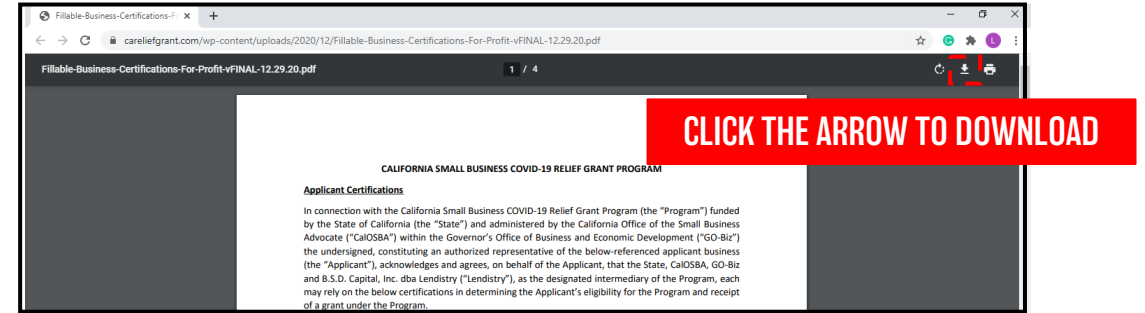 Fillable-Business-Certifications-F
careliefgrant.com/wp-content/uploads/2020/12/Fillable-Business-Certifications-For-Profit-vFINAL-12.29.20.pdf
L
Fillable-Business-Certifications-For-Profit-vFINAL-12.29.20.pdf 1 / 4
CLICK THE ARROW TO DOWNLOAD
CALIFORNIA SMALL BUSINESS COVID-19 RELIEF GRANT PROGRAM
Applicant Certifications
In connection with the California Small Business COVID-19 Relief Grant Program (the “Program”) funded
by the State of California (the “State”) and administered by the California Office of the Small Business
Advocate (“CalOSBA”) within the Governor’s Office of Business and Economic Development (“GO-Biz”)
the undersigned, constituting an authorized representative of the below-referenced applicant business
(the “Applicant”), acknowledges and agrees, on behalf of the Applicant, that the State, CalOSBA, GO-Biz
and B.S.D. Capital, Inc. dba Lendistry (“Lendistry”), as the designated intermediary of the Program, each
may rely on the below certifications in determining the Applicant’s eligibility for the Program and receipt
of a grant under the Program.